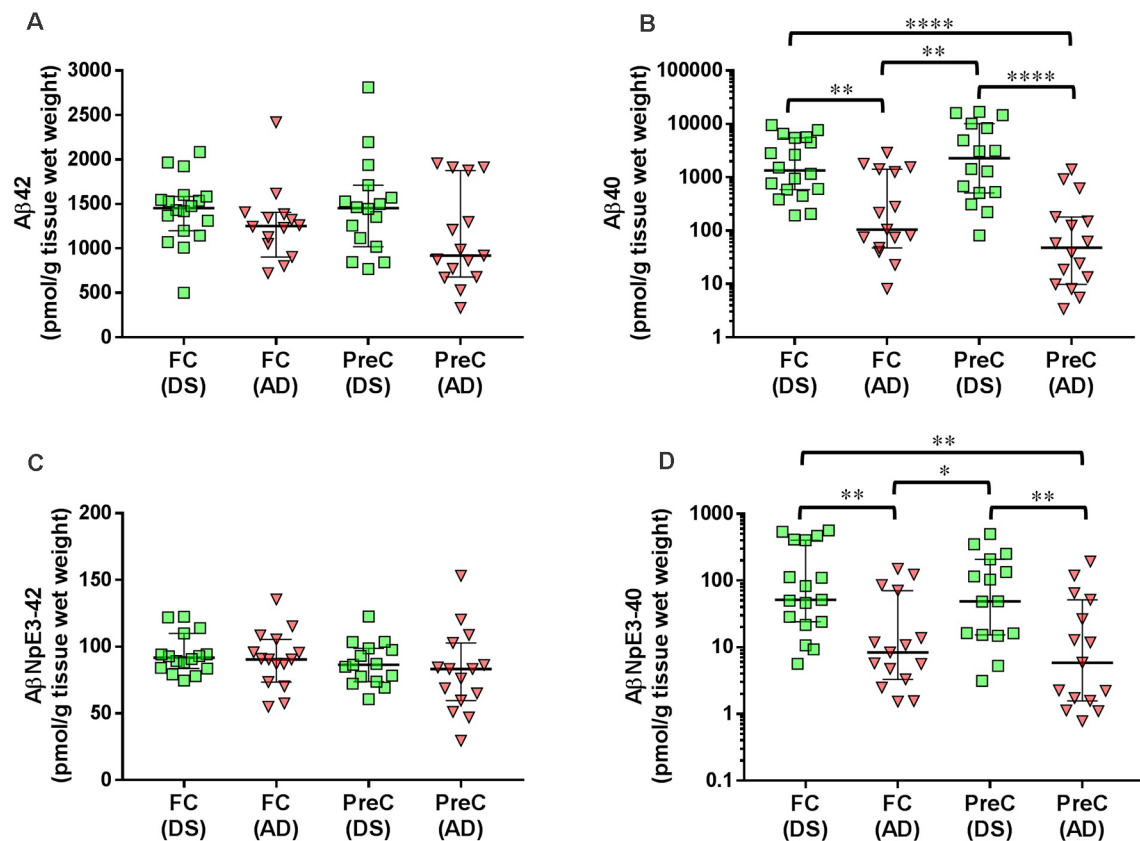 A
Aβ42
(pmol/g tissue wet weight)
3000
2500
2000
1500
1000
500
0
FC
(DS)
FC
(AD)
PreC
(DS)
PreC
(AD)
B
Aβ40
(pmol/g tissue wet weight)
100000
10000
1000
100
10
1
****
**
**
****
FC
(DS)
FC
(AD)
PreC
(DS)
PreC
(AD)
C
AβNpE3-42
(pmol/g tissue wet weight)
200
150
100
50
0
FC
(DS)
FC
(AD)
PreC
(DS)
PreC
(AD)
D
AβNpE3-40
(pmol/g tissue wet weight)
1000
100
10
1
0.1
**
*
**
**
FC
(DS)
FC
(AD)
PreC
(DS)
PreC
(AD)